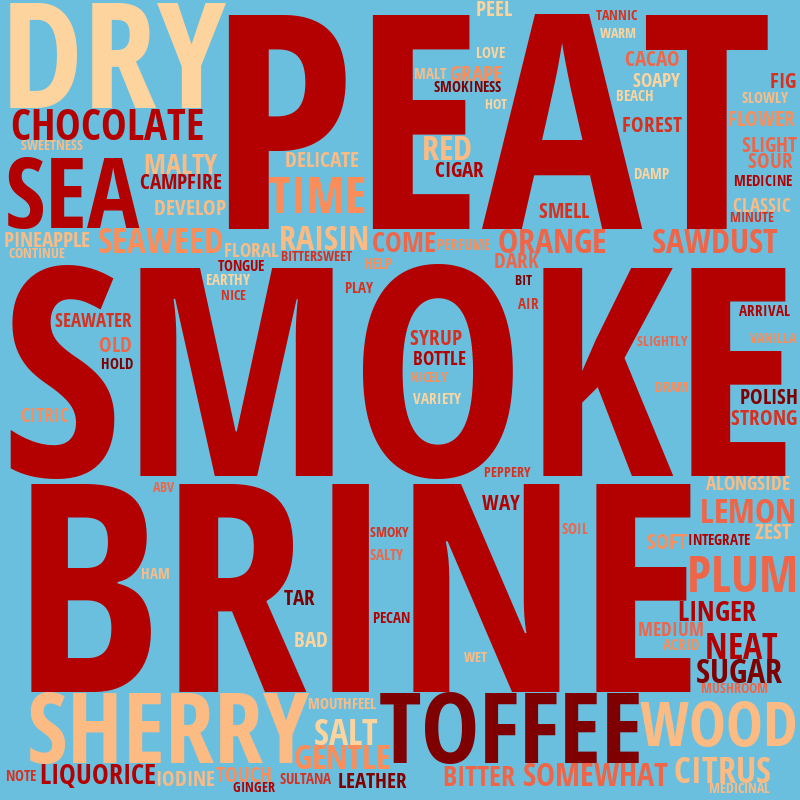 DRY
PEAT
PEEL
TANNIC
WARM
LOVE
CACAO
MALT
GRAPE
SOAPY
FIG
SMOKINESS
BEACH
SLOWLY
HOT
CHOCOLATE
FOREST
FLOWER
SWEETNESS
RED
SLIGHT
SEA
MALTY
DELICATE
SOUR
CAMPFIRE
CIGAR
DAMP
MEDICINE
TIME
DEVELOP
SMELL
CLASSIC
MINUTE
PINEAPPLE
SEAWEED
RAISIN
COME
PERFUME
ORANGE
SAWDUST
CONTINUE
FLORAL
BITTERSWEET
HELP
DARK
TONGUE
EARTHY
BIT
NICE
PLAY
AIR
SMOKE
SEAWATER
ARRIVAL
OLD
SYRUP
SLIGHTLY
VANILLA
HOLD
BOTTLE
NICELY
DRAM
VARIETY
POLISH
CITRIC
STRONG
PEPPERY
ABV
ALONGSIDE
BRINE
WAY
LEMON
SMOKY
SOIL
ZEST
SALTY
SOFT
INTEGRATE
HAM
PLUM
TAR
PECAN
LINGER
BAD
MEDIUM
ACRID
NEAT
WET
SUGAR
MUSHROOM
SHERRY
MOUTHFEEL
TOFFEE
WOOD
SALT
GENTLE
NOTE
LIQUORICE
IODINE
TOUCH
GINGER
SULTANA
LEATHER
BITTER
SOMEWHAT
CITRUS
MEDICINAL